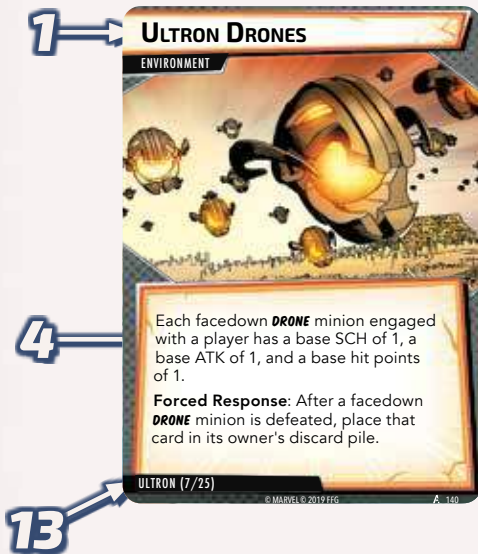 1
ULTRON DRONES
ENVIRONMENT
4
Each facedown DRONE minion engaged
with a player has a base SCH of 1, a
base ATK of 1, and a base hit points
of 1.
Forced Response: After a facedown
DRONE minion is defeated, place that
card in its owner's discard pile.
13
ULTRON (7/25)
© MARVEL © 2019 FFG
140